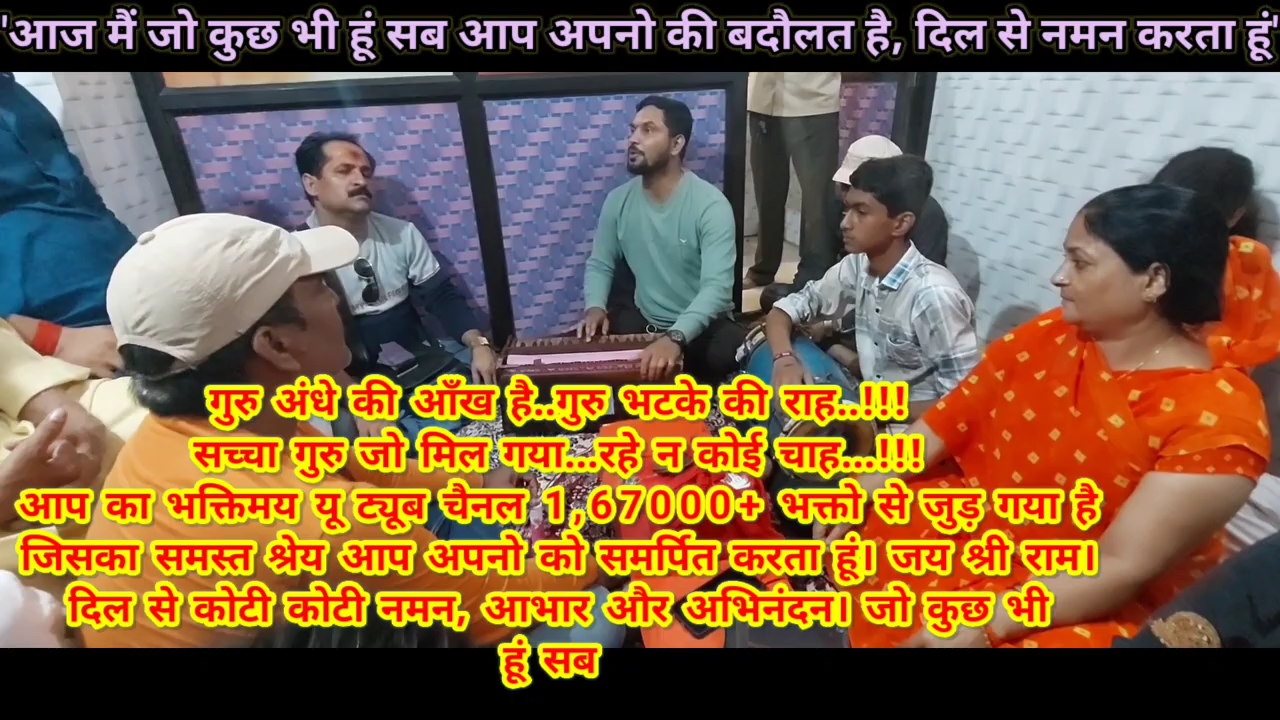 "आज मैं जो कुछ भी हूं सब आप अपनो की बदौलत है, दिल से नमन करता हूं"
गुरु अंधे की आँख है..गुरु भटके की राह..!!!
सच्चा गुरु जो मिल गया...रहे न कोई चाह...!!!
आप का भक्तिमय यू ट्यूब चैनल 1,67000+ भक्तो से जुड़ गया है
जिसका समस्त श्रेय आप अपनो को समर्पित करता हूं। जय श्री राम।
दिल से कोटी कोटी नमन, आभार और अभिनंदन। जो कुछ भी
हूं सब